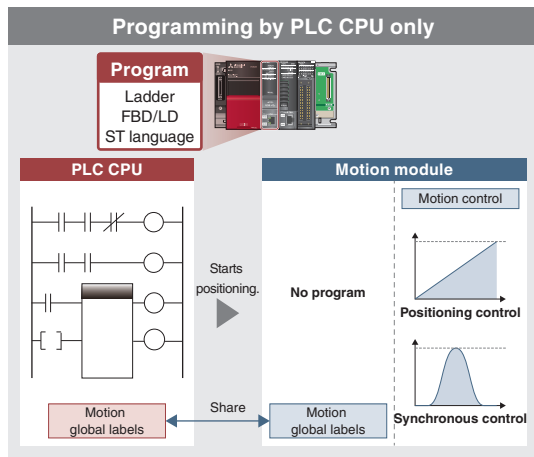 Programming by PLC CPU only
Program
Ladder
FBD/LD
ST language
PLC CPU
Motion module
Motion control
Starts
positioning.
No program
Positioning control
Synchronous control
Motion
global labels
Share
Motion
global labels